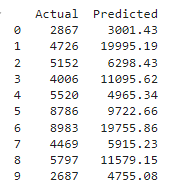 Actual Predicted
0 2867 3001.43
1 4726 19995.19
2 5152 6298.43
3 4006 11095.62
4 5520 4965.34
5 8786 9722.66
6 8983 19755.86
7 4469 5915.23
8 5797 11579.15
9 2687 4755.08